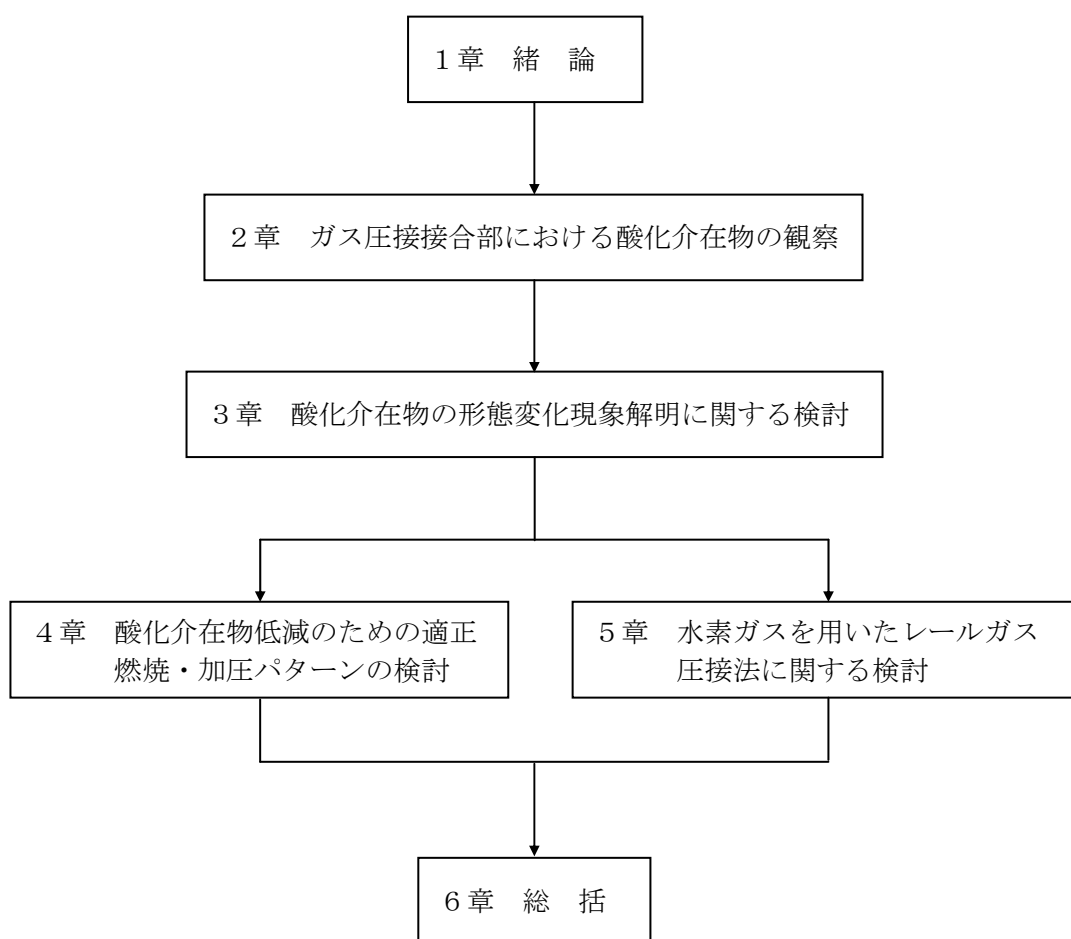 １章　緒　論
２章　ガス圧接接合部における酸化介在物の観察
３章　酸化介在物の形態変化現象解明に関する検討
４章　酸化介在物低減のための適正
燃焼・加圧パターンの検討
５章　水素ガスを用いたレールガス
圧接法に関する検討
６章　総　括